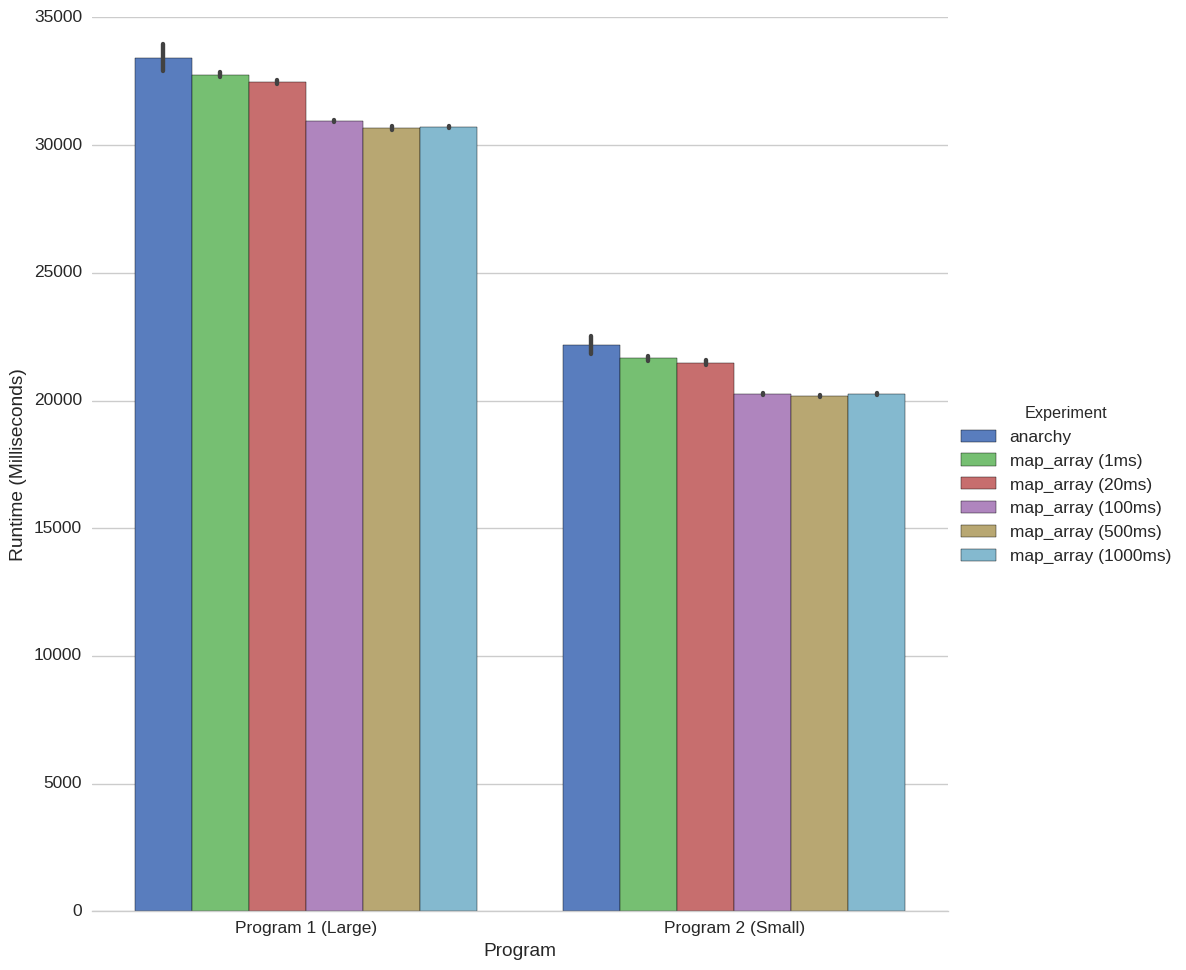 35000
30000
25000
20000
15000
10000
5000
0
Runtime (Milliseconds)
Program 1 (Large)
Program 2 (Small)
Program
Experiment
anarchy
map_array (1ms)
map_array (20ms)
map_array (100ms)
map_array (500ms)
map_array (1000ms)